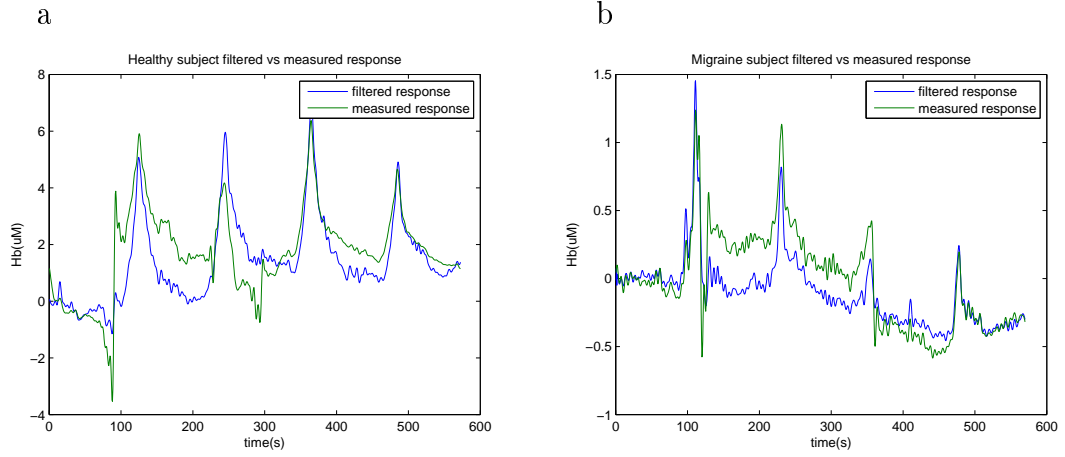 a
Healthy subject filtered vs measured response
filtered response
measured response
8
6
4
2
0
−2
−4
0 100 200 300 400 500 600
Hb(uM)
time(s)
b
Migraine subject filtered vs measured response
filtered response
measured response
1.5
1
0.5
0
−0.5
−1
0 100 200 300 400 500 600
Hb(uM)
time(s)